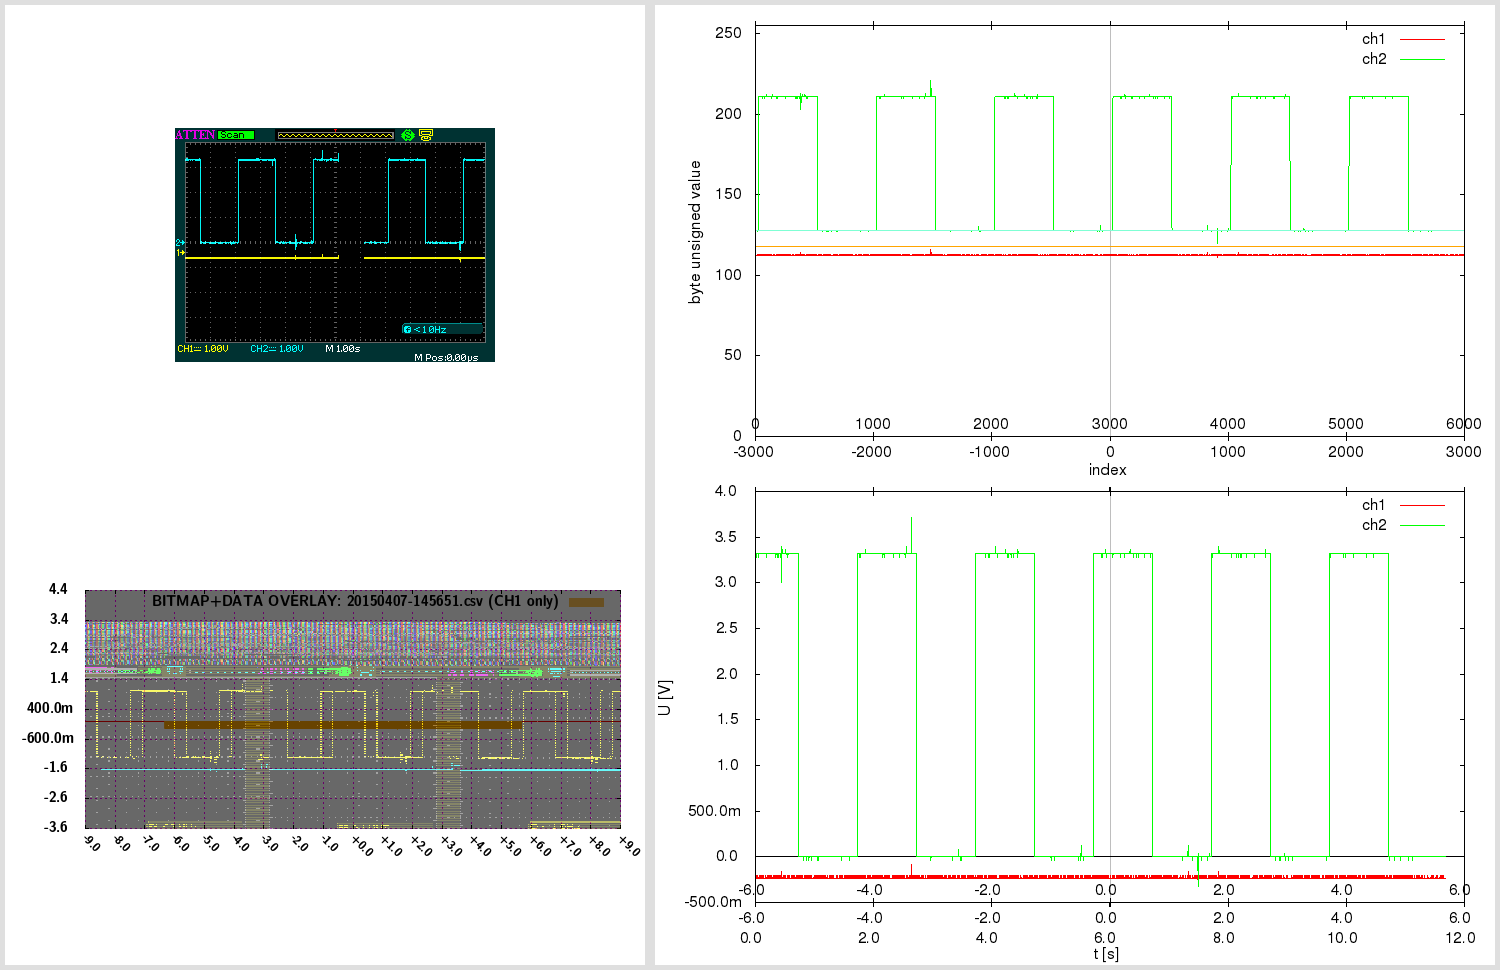 ATTEN Scan S
2
1
F <10Hz
CH1 1.00V CH2 1.00V M 1.00s
M Pos:0.00µs
BITMAP+DATA OVERLAY: 20150407-145651.csv (CH1 only)
4.4
3.4
2.4
1.4
400.0m
-600.0m
-1.6
-2.6
-3.6
-9.0 -8.0 -7.0 -6.0 -5.0 -4.0 -3.0 -2.0 -1.0 +0.0 +1.0 +2.0 +3.0 +4.0 +5.0 +6.0 +7.0 +8.0 +9.0
ch1
ch2
250
200
150
100
50
0
byte unsigned value
0 1000 2000 3000 4000 5000 6000
-3000 -2000 -1000 0 1000 2000 3000
index
ch1
ch2
4.0
3.5
3.0
2.5
2.0
1.5
1.0
500.0m
0.0
-500.0m
U [V]
-6.0 -4.0 -2.0 0.0 2.0 4.0 6.0
-6.0 -4.0 -2.0 0.0 2.0 4.0 6.0
0.0 2.0 4.0 6.0 8.0 10.0 12.0
t [s]